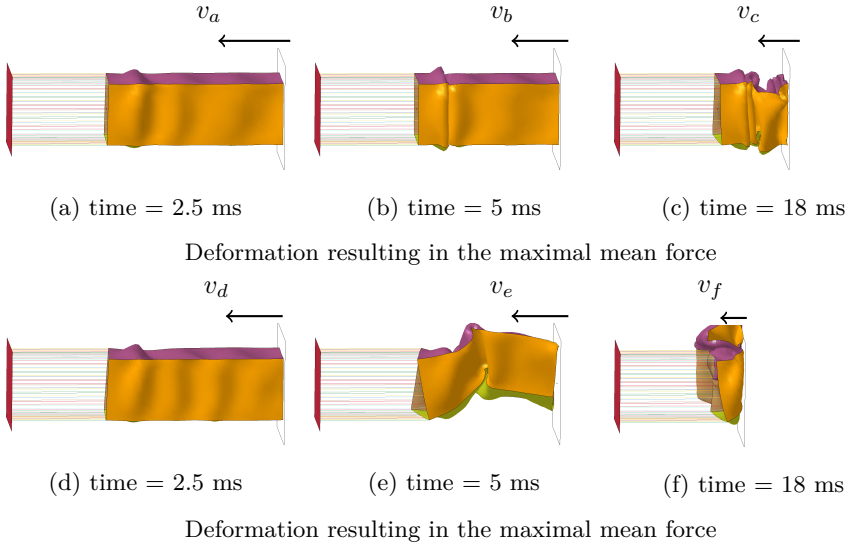 v_a v_b v_c
(a) time = 2.5 ms (b) time = 5 ms (c) time = 18 ms
Deformation resulting in the maximal mean force
v_d v_e v_f
(d) time = 2.5 ms (e) time = 5 ms (f) time = 18 ms
Deformation resulting in the maximal mean force